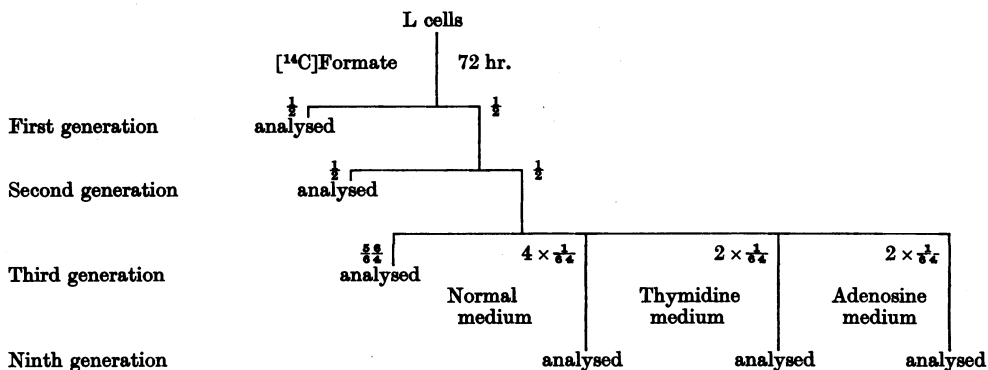 L cells
[¹⁴C]Formate 72 hr.
½ ½
First generation analysed
½ ½
Second generation analysed
56/64 4 × 1/64 2 × 1/64 2 × 1/64
Third generation analysed
Normal medium Thymidine medium Adenosine medium
Ninth generation analysed analysed analysed